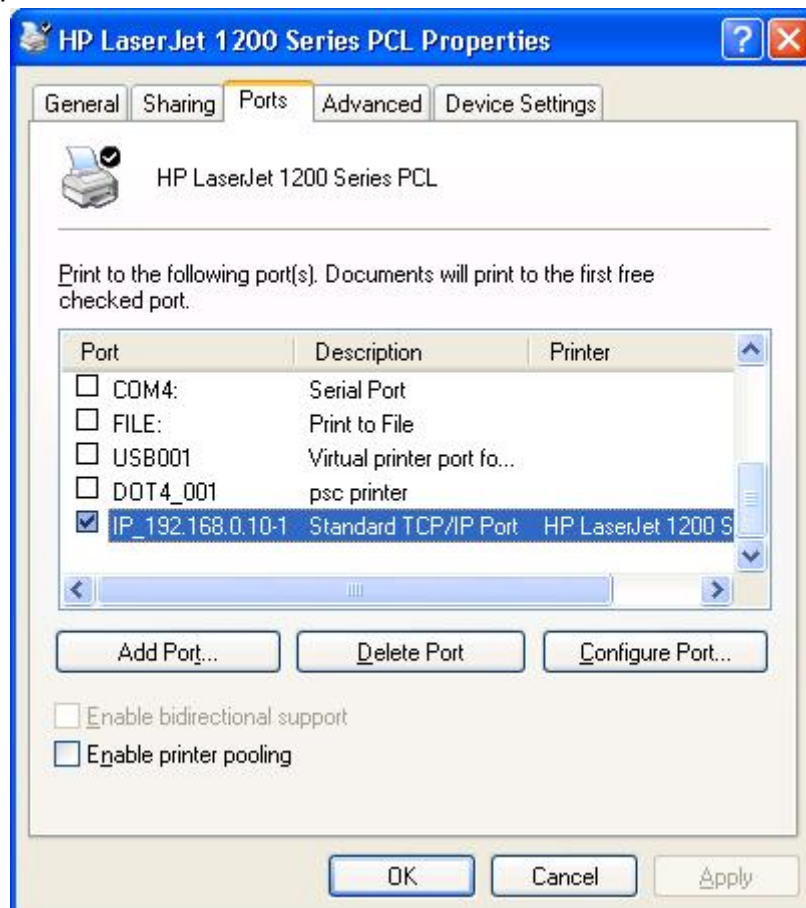 HP LaserJet 1200 Series PCL Properties
General Sharing Ports Advanced Device Settings
HP LaserJet 1200 Series PCL
Print to the following port(s). Documents will print to the first free
checked port.
Port Description Printer
COM4: Serial Port
FILE: Print to File
USB001 Virtual printer port fo...
DOT4_001 psc printer
IP_192.168.0.10-1 Standard TCP/IP Port HP LaserJet 1200 S
Add Port... Delete Port Configure Port...
Enable bidirectional support
Enable printer pooling
OK Cancel Apply